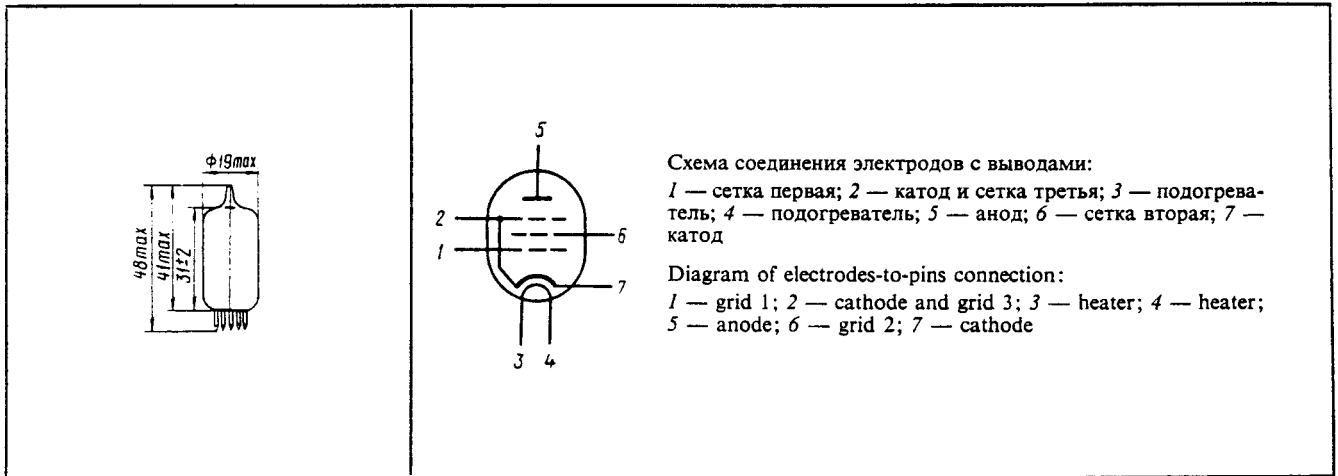 ϕ19max
48max
41max
31±2
5
2
6
1
7
3 4
Схема соединения электродов с выводами:
1 — сетка первая; 2 — катод и сетка третья; 3 — подогрева-
тель; 4 — подогреватель; 5 — анод; 6 — сетка вторая; 7 —
катод
Diagram of electrodes-to-pins connection:
1 — grid 1; 2 — cathode and grid 3; 3 — heater; 4 — heater;
5 — anode; 6 — grid 2; 7 — cathode